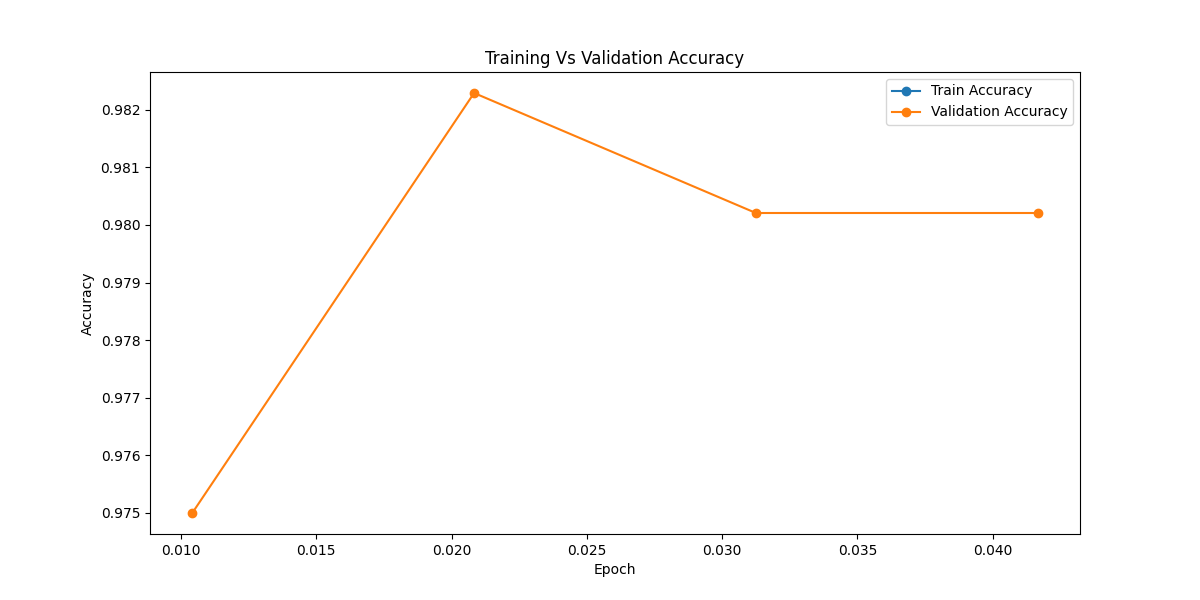 Training Vs Validation Accuracy
Train Accuracy
Validation Accuracy
0.982
0.981
0.980
0.979
0.978
0.977
0.976
0.975
Accuracy
0.010 0.015 0.020 0.025 0.030 0.035 0.040
Epoch